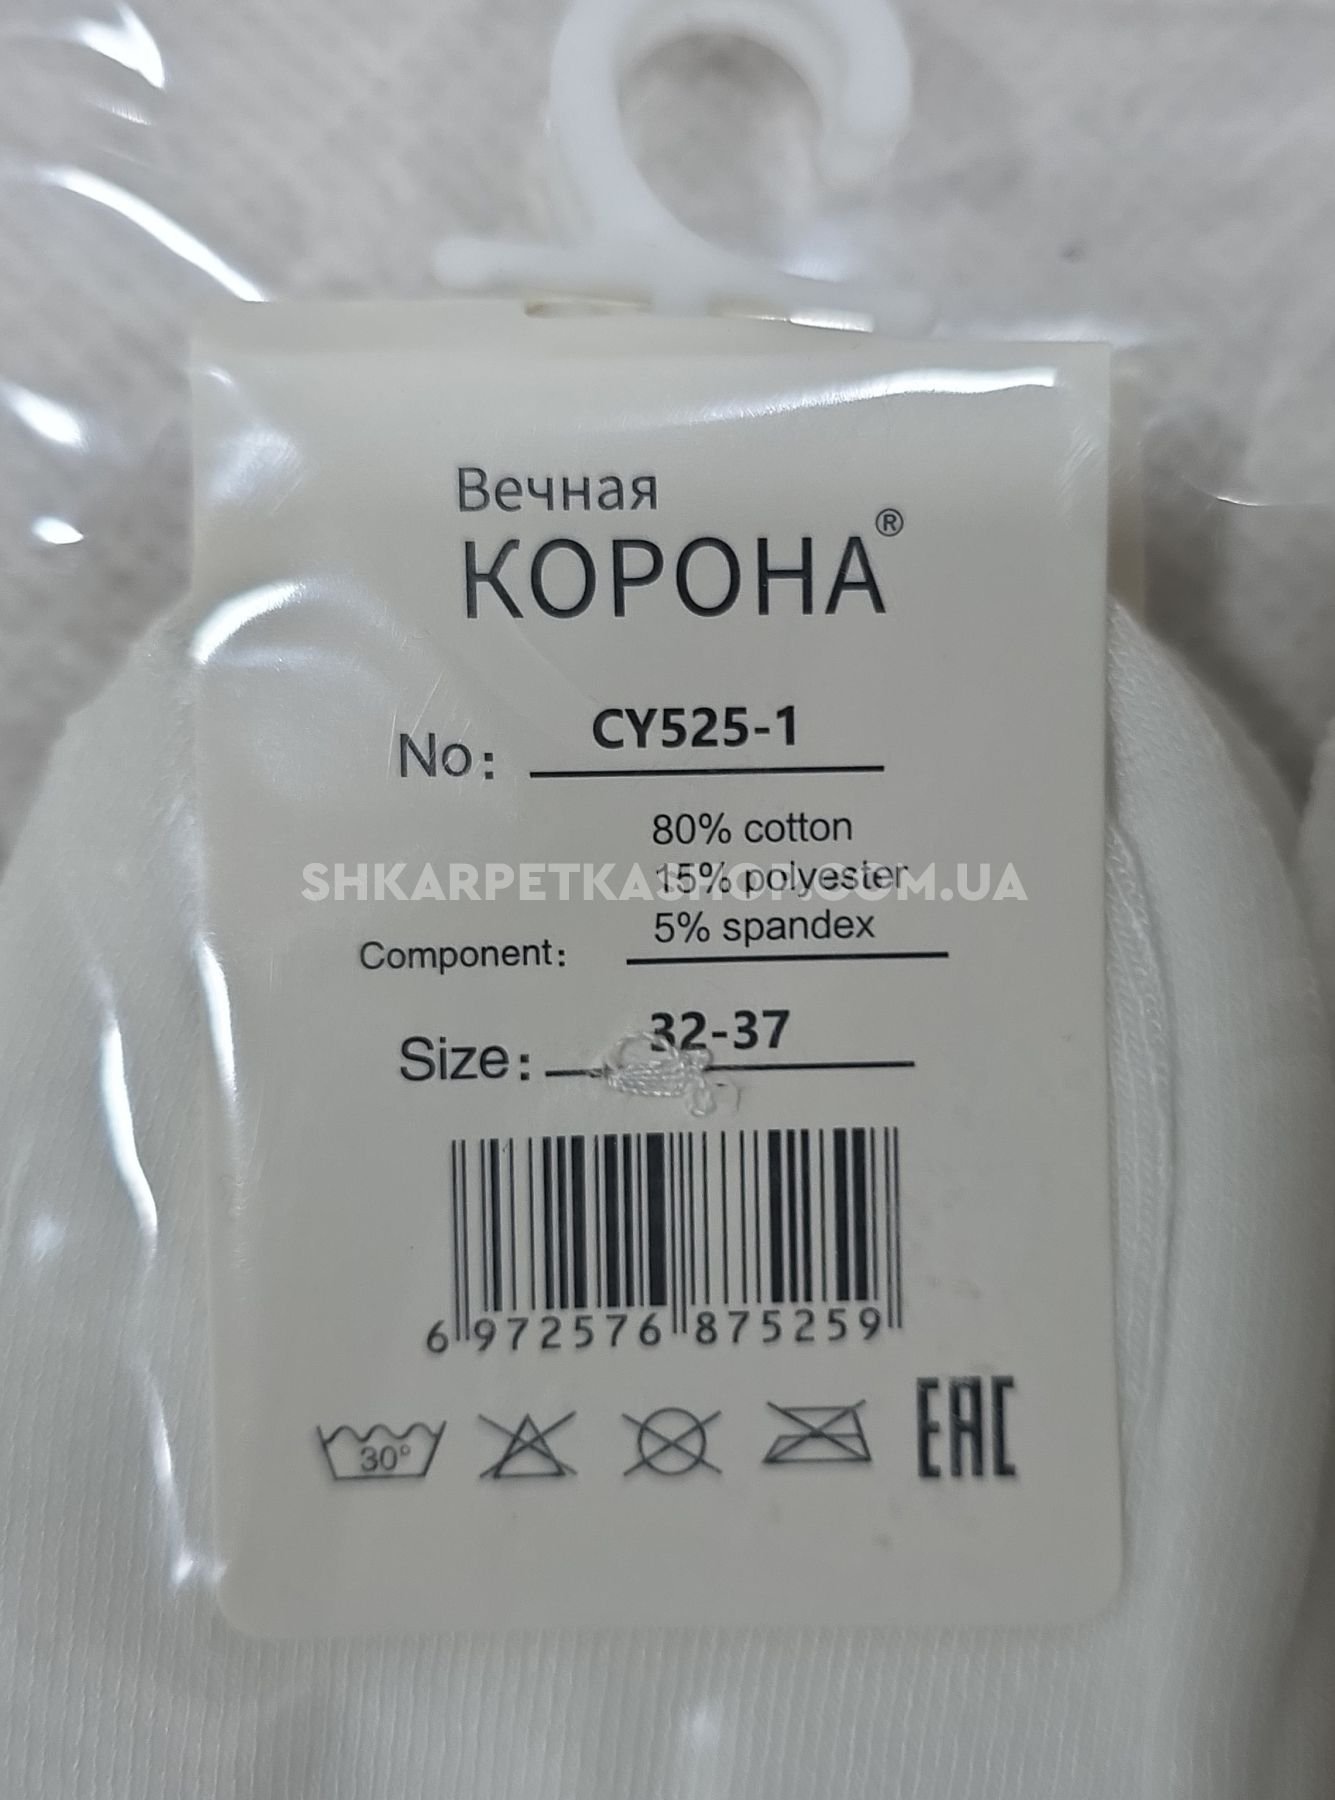 Вечная
КОРОНА®
No: CY525-1
80% cotton
15% polyester
SHKARPETKASHOP.COM.UA
5% spandex
Component:
Size: 32-37
6 972576 875259
30° EAC